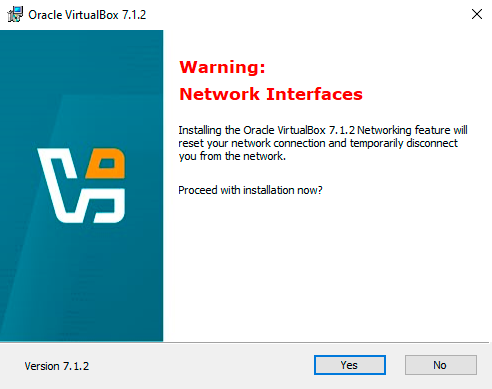 Oracle VirtualBox 7.1.2
Warning:
Network Interfaces
Installing the Oracle VirtualBox 7.1.2 Networking feature will
reset your network connection and temporarily disconnect
you from the network.
Proceed with installation now?
Version 7.1.2
Yes
No